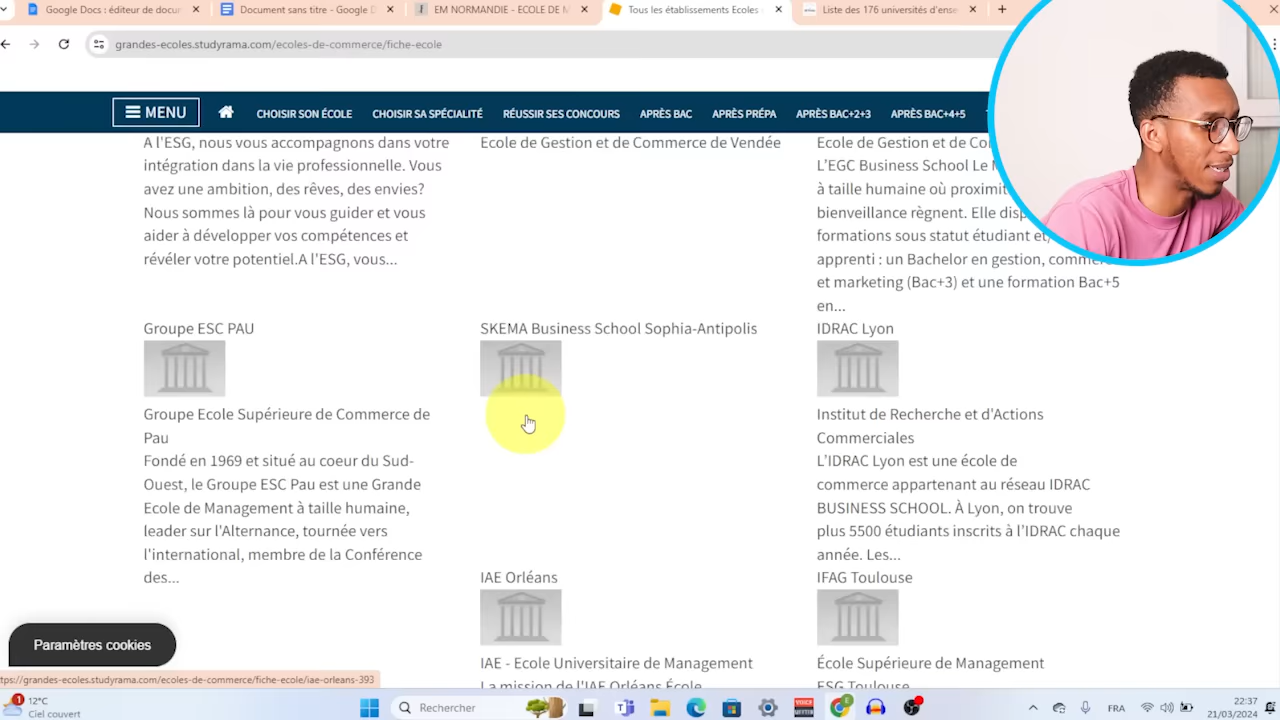 Google Docs : éditeur de docum
Document sans titre - Google D
EM NORMANDIE - ECOLE DE M
Tous les établissements Ecoles
Liste des 176 universités d'ense
grandes-ecoles.studyrama.com/ecoles-de-commerce/fiche-ecole
MENU
CHOISIR SON ÉCOLE
CHOISIR SA SPÉCIALITÉ
RÉUSSIR SES CONCOURS
APRÈS BAC
APRÈS PRÉPA
APRÈS BAC+2+3
APRÈS BAC+4+5
A l'ESG, nous vous accompagnons dans votre
intégration dans la vie professionnelle. Vous
avez une ambition, des rêves, des envies?
Nous sommes là pour vous guider et vous
aider à développer vos compétences et
révéler votre potentiel.A l'ESG, vous...
Ecole de Gestion et de Commerce de Vendée
Ecole de Gestion et de Co
L'EGC Business School Le M
à taille humaine où proximit
bienveillance règnent. Elle disp
formations sous statut étudiant et/
apprenti : un Bachelor en gestion, comme
et marketing (Bac+3) et une formation Bac+5
en...
Groupe ESC PAU
Groupe Ecole Supérieure de Commerce de
Pau
Fondé en 1969 et situé au coeur du Sud-
Ouest, le Groupe ESC Pau est une Grande
Ecole de Management à taille humaine,
leader sur l'Alternance, tournée vers
l'international, membre de la Conférence
des...
SKEMA Business School Sophia-Antipolis
IDRAC Lyon
Institut de Recherche et d'Actions
Commerciales
L'IDRAC Lyon est une école de
commerce appartenant au réseau IDRAC
BUSINESS SCHOOL. À Lyon, on trouve
plus 5500 étudiants inscrits à l'IDRAC chaque
année. Les...
IAE Orléans
IAE - Ecole Universitaire de Management
La mission de l'IAE Orléans École
IFAG Toulouse
École Supérieure de Management
ESG Toulouse
Paramètres cookies
ttps://grandes-ecoles.studyrama.com/ecoles-de-commerce/fiche-ecole/iae-orleans-393
1
12°C
Ciel couvert
Rechercher
FRA
22:37
21/03/2024